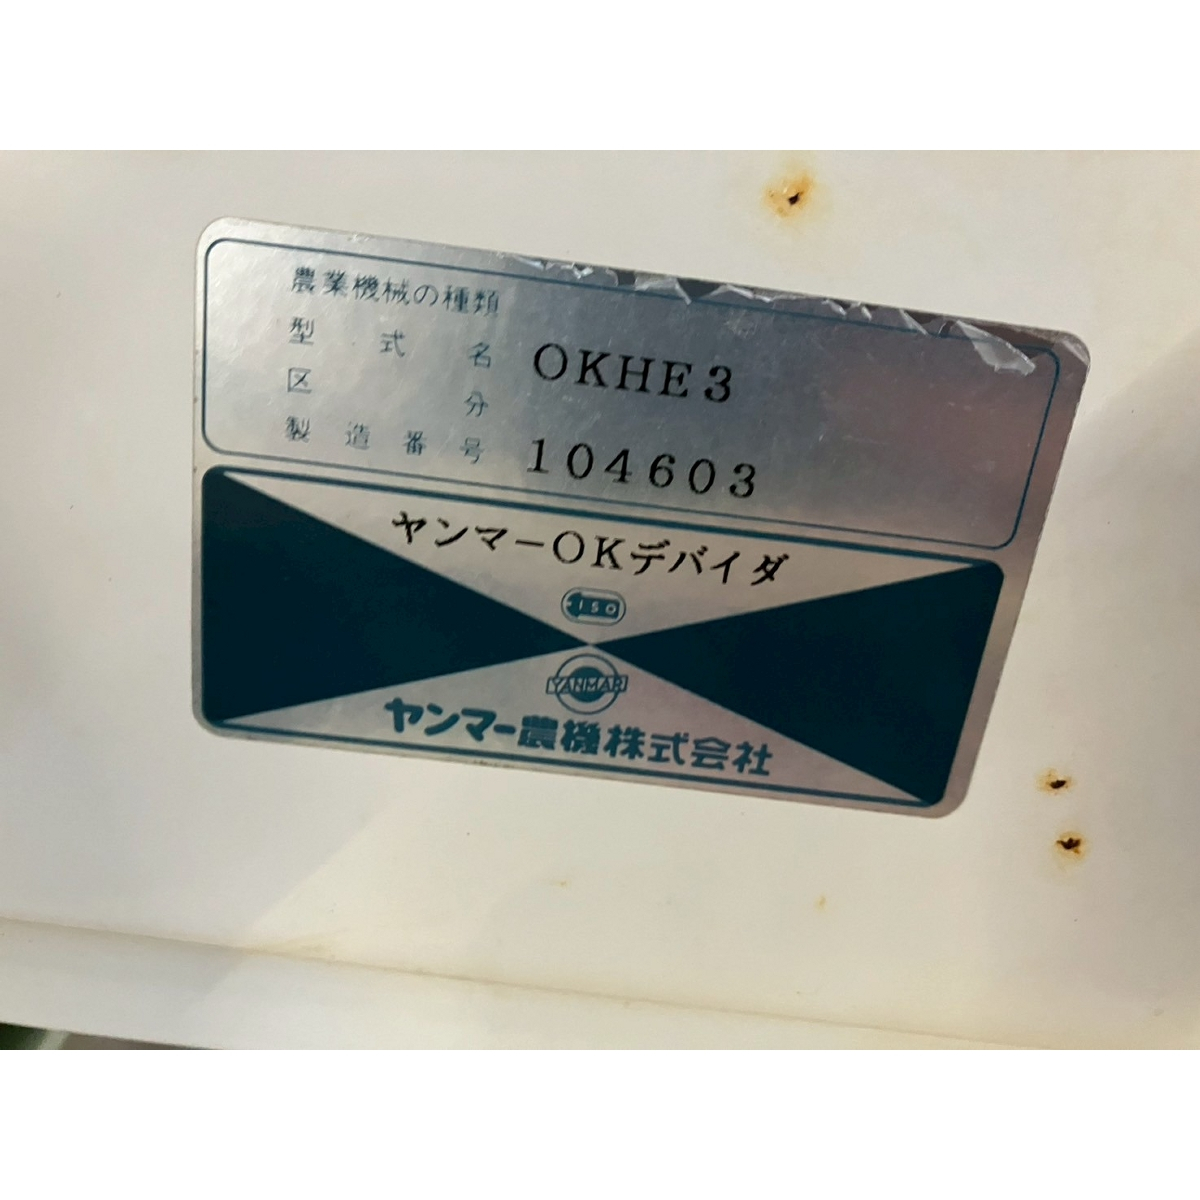 農業機械の種類
型式名 OKHE3
区分
製造番号 104603
ヤンマーOKデバイダ
ISO
YANMAR
ヤンマー農機株式会社